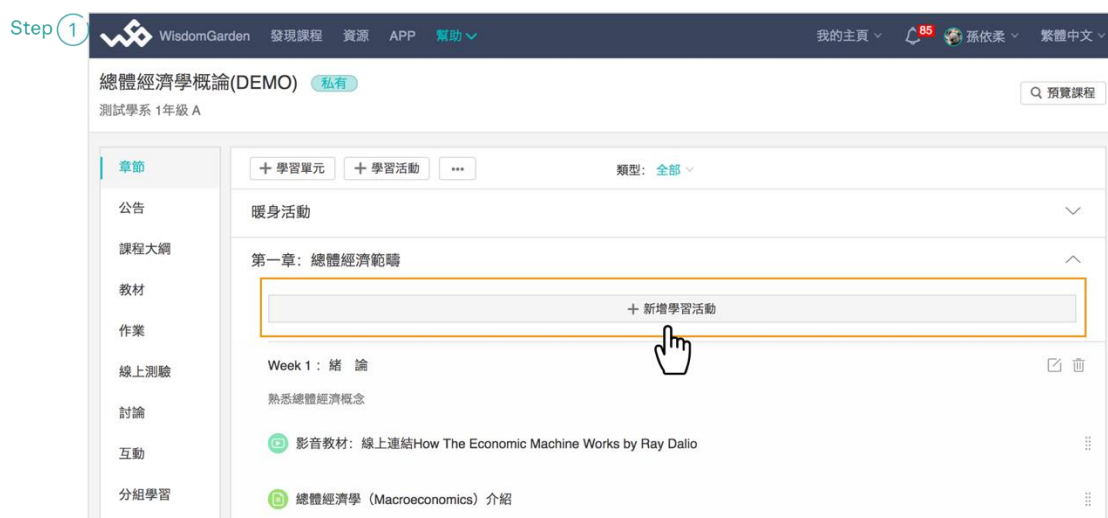 Step 1
WisdomGarden 發現課程 資源 APP 幫助 我的主頁 85 孫依柔 繁體中文
總體經濟學概論(DEMO) 私有
測試學系 1年級 A
預覽課程
章節
公告
課程大綱
教材
作業
線上測驗
討論
互動
分組學習
+ 學習單元 + 學習活動 ... 類型：全部
暖身活動
第一章：總體經濟範疇
+ 新增學習活動
Week 1：緒 論
熟悉總體經濟概念
影音教材：線上連結How The Economic Machine Works by Ray Dalio
總體經濟學（Macroeconomics）介紹